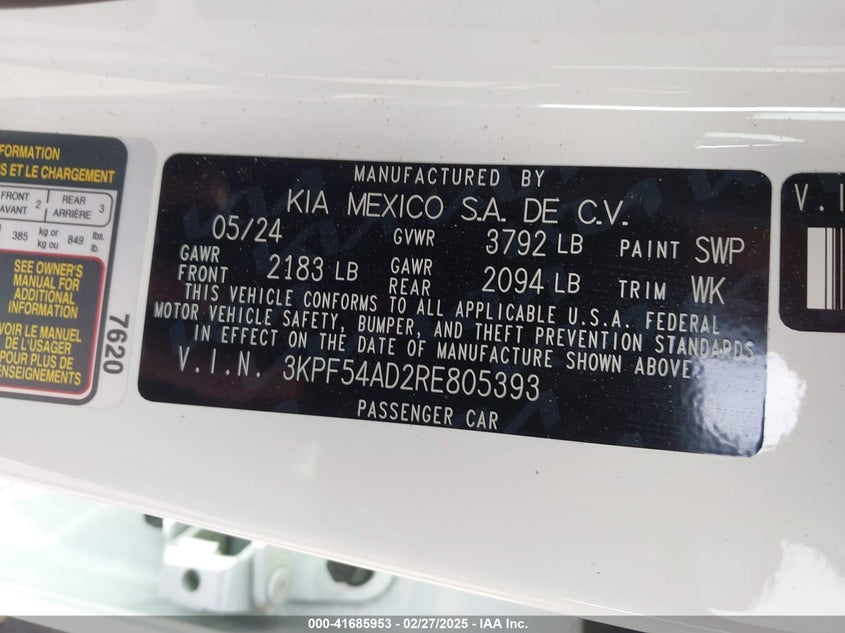 FORMATION
S ET LE CHARGEMENT
FRONT
AVANT 2 REAR
ARRIÈRE 3
385 kg or
kg ou 849 lbs.
lb.
SEE OWNER'S
MANUAL FOR
ADDITIONAL
INFORMATION
VOIR LE MANUEL
DE L'USAGER
POUR PLUS DE
RENSEIGNEMENTS
7620
MANUFACTURED BY
KIA MEXICO S.A. DE C.V.
05/24 GVWR 3792 LB PAINT SWP
GAWR
FRONT 2183 LB GAWR
REAR 2094 LB TRIM WK
THIS VEHICLE CONFORMS TO ALL APPLICABLE U.S.A. FEDERAL
MOTOR VEHICLE SAFETY, BUMPER, AND THEFT PREVENTION STANDARDS
IN EFFECT ON THE DATE OF MANUFACTURE SHOWN ABOVE.
V.I.N. 3KPF54AD2RE805393
PASSENGER CAR
V.I
000-41685953 - 02/27/2025 - IAA Inc.